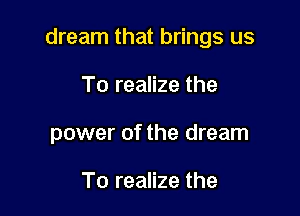 dream that brings us
To realize the
power of the dream
To realize the